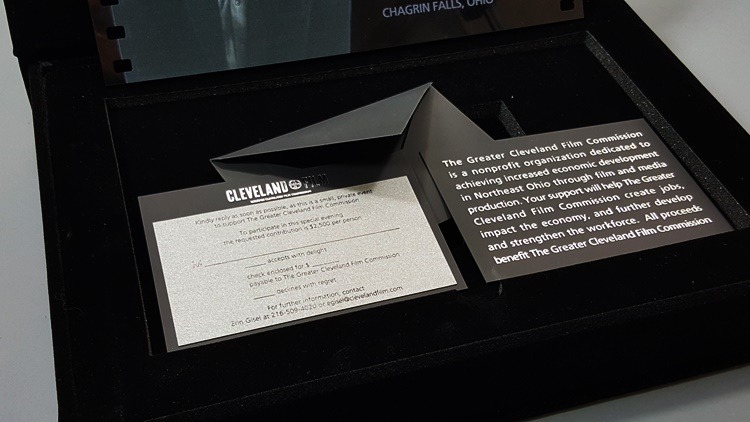 CHAGRIN FALLS, OHIO
CLEVELAND FILM
Kindly reply as soon as possible, as this is a small, private event
to support The Greater Cleveland Film Commission
To participate in this special evening
the requested contribution is $2,500 per person
accepts with delight
check enclosed for $
payable to The Greater Cleveland Film Commission
declines with regret
For further information, contact
Erin Gisel at 216-509-4020 or egisel@clevelandfilm.com
The Greater Cleveland Film Commission
is a nonprofit organization dedicated to
achieving increased economic development
in Northeast Ohio through film and media
production. Your support will help The Greater
Cleveland Film Commission create jobs,
impact the economy, and further develop
and strengthen the workforce. All proceeds
benefit The Greater Cleveland Film Commission